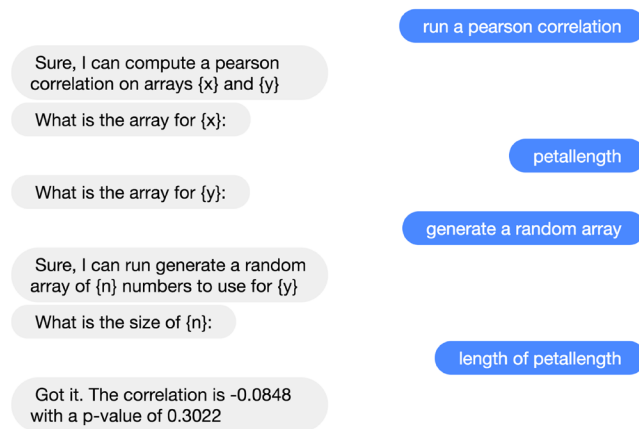 run a pearson correlation
Sure, I can compute a pearson
correlation on arrays {x} and {y}
What is the array for {x}:
petallength
What is the array for {y}:
generate a random array
Sure, I can run generate a random
array of {n} numbers to use for {y}
What is the size of {n}:
length of petallength
Got it. The correlation is -0.0848
with a p-value of 0.3022